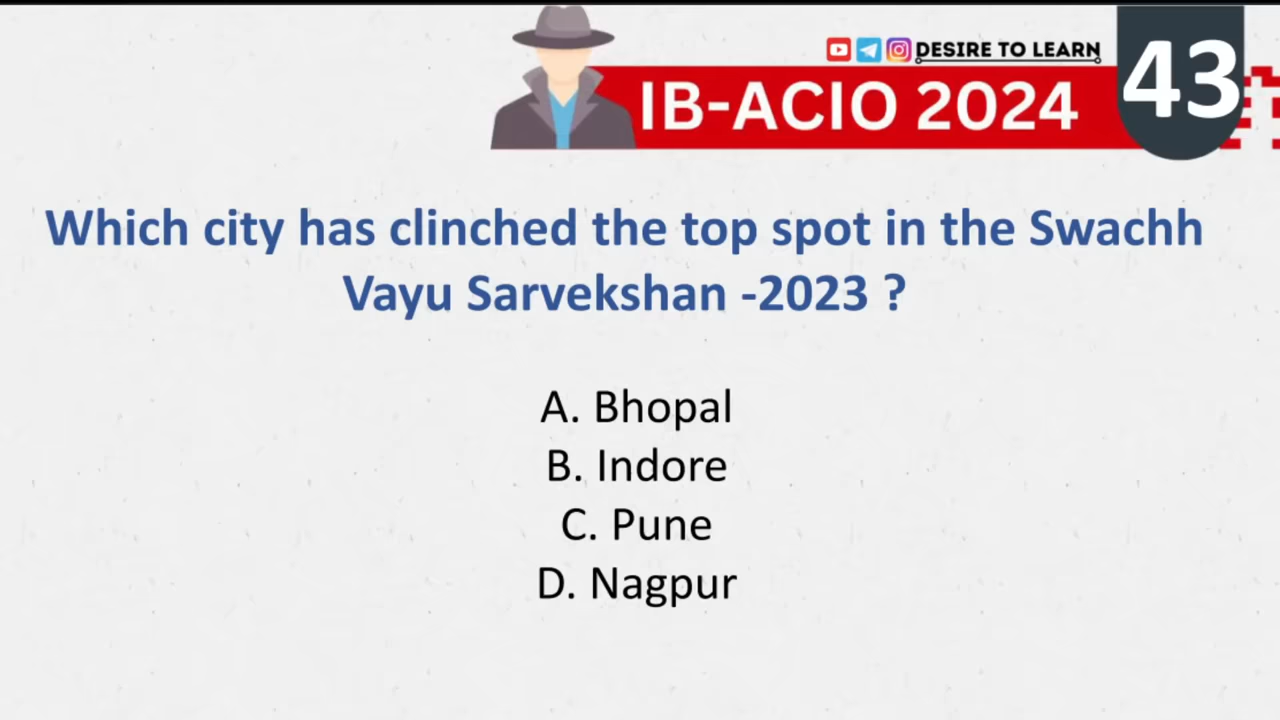 DESIRE TO LEARN
IB-ACIO 2024
43
Which city has clinched the top spot in the Swachh
Vayu Sarvekshan -2023 ?
A. Bhopal
B. Indore
C. Pune
D. Nagpur